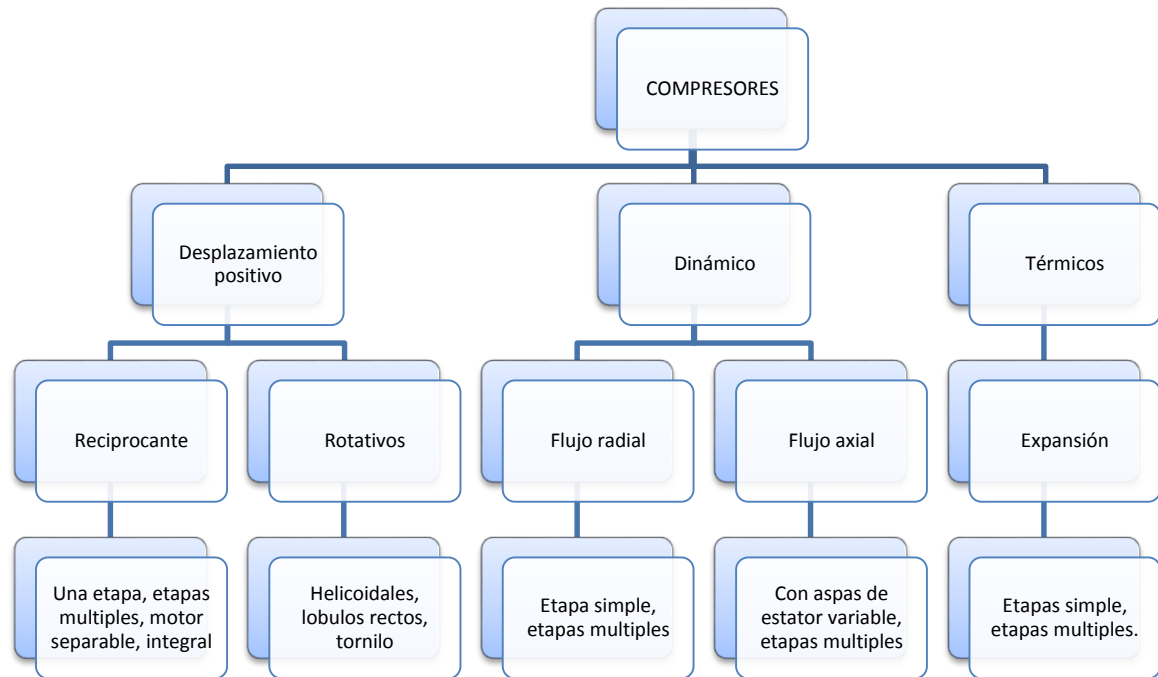 COMPRESORES
Desplazamiento
positivo
Dinámico
Térmicos
Reciprocante
Rotativos
Flujo radial
Flujo axial
Expansión
Una etapa, etapas
multiples, motor
separable, integral
Helicoidales,
lobulos rectos,
tornilo
Etapa simple,
etapas multiples
Con aspas de
estator variable,
etapas multiples
Etapas simple,
etapas multiples.